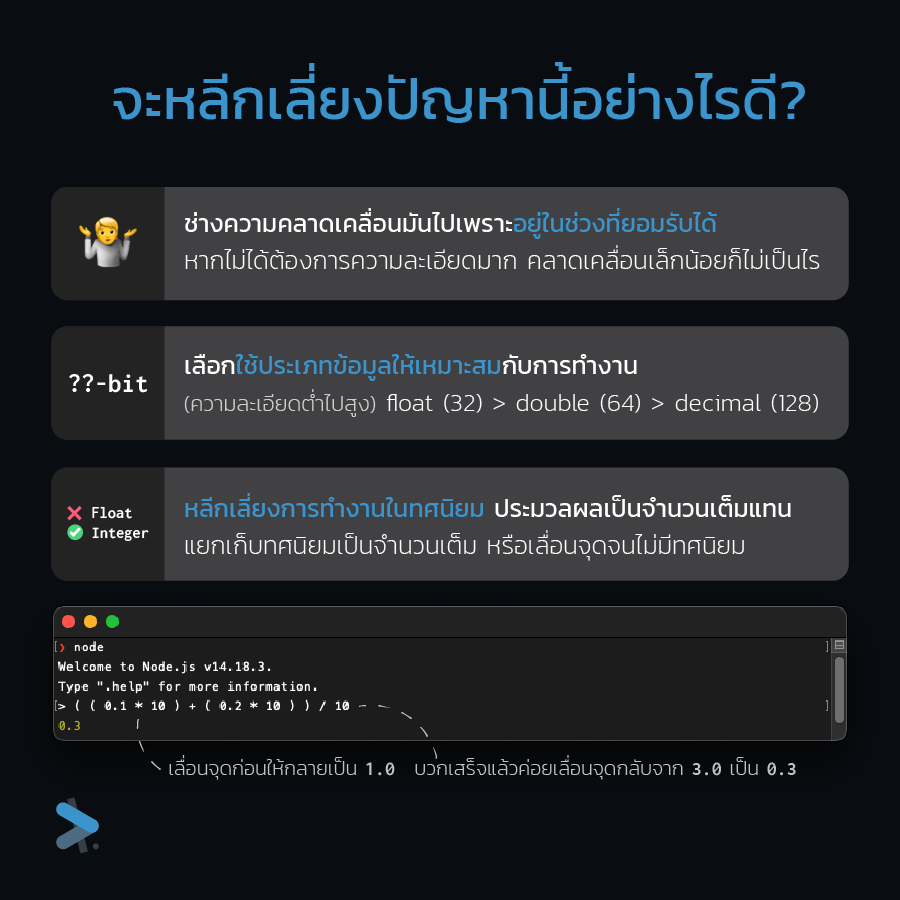 จะหลีกเลี่ยงปัญหานี้อย่างไรดี?
ช่างความคลาดเคลื่อนมันไปเพราะอยู่ในช่วงที่ยอมรับได้
หากไม่ได้ต้องการความละเอียดมาก คลาดเคลื่อนเล็กน้อยก็ไม่เป็นไร
??-bit
เลือกใช้ประเภทข้อมูลให้เหมาะสมกับการทำงาน
(ความละเอียดต่ำไปสูง) float (32) > double (64) > decimal (128)
Float
Integer
หลีกเลี่ยงการทำงานในทศนิยม ประมวลผลเป็นจำนวนเต็มแทน
แยกเก็บทศนิยมเป็นจำนวนเต็ม หรือเลื่อนจุดจนไม่มีทศนิยม
[❯ node ]
Welcome to Node.js v14.18.3.
Type ".help" for more information.
[> ( ( 0.1 * 10 ) + ( 0.2 * 10 ) ) / 10 ]
0.3
เลื่อนจุดก่อนให้กลายเป็น 1.0 บวกเสร็จแล้วค่อยเลื่อนจุดกลับจาก 3.0 เป็น 0.3